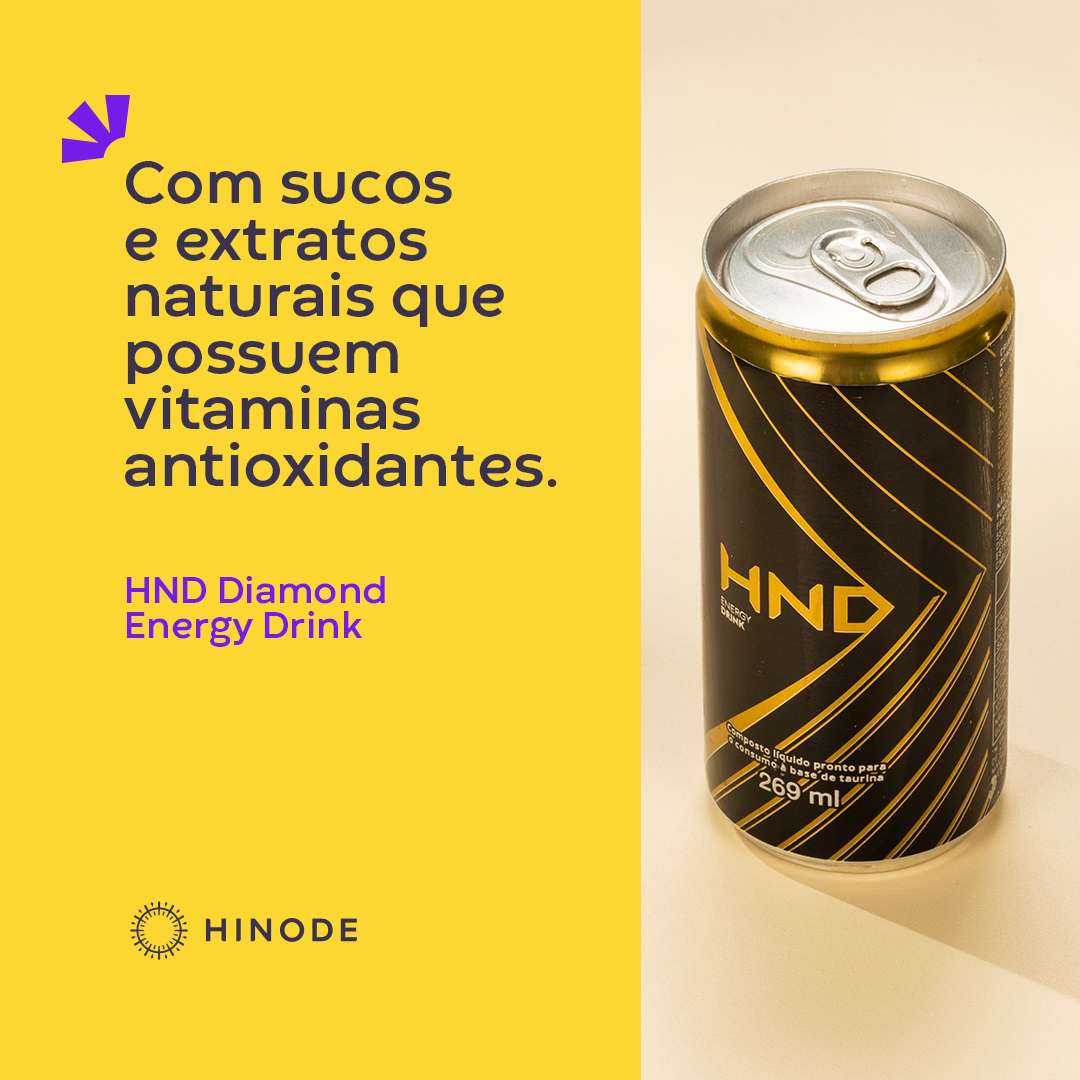 Com sucos
e extratos
naturais que
possuem
vitaminas
antioxidantes.
HND Diamond
Energy Drink
HINODE
HND
ENERGY
DRINK
Composto líquido pronto para
o consumo à base de taurina
269 ml